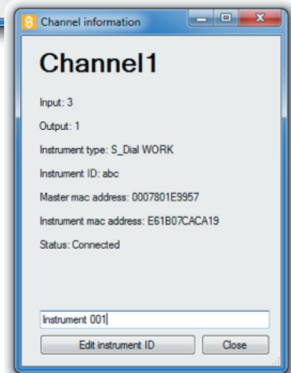 Channel information
Channel1
Input: 3
Output: 1
Instrument type: S_Dial WORK
Instrument ID: abc
Master mac address: 0007801E9957
Instrument mac address: E61B07CACA19
Status: Connected
Instrument 001
Edit instrument ID
Close